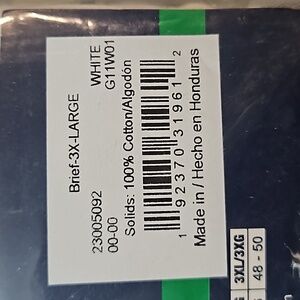 Brief-3X-LARGE WHITE
23005092 G11W01
00-00
Solids: 100% Cotton/Algodón
1 92370 31961 2
Made in / Hecho en Honduras
3XL/3XG
48 - 50